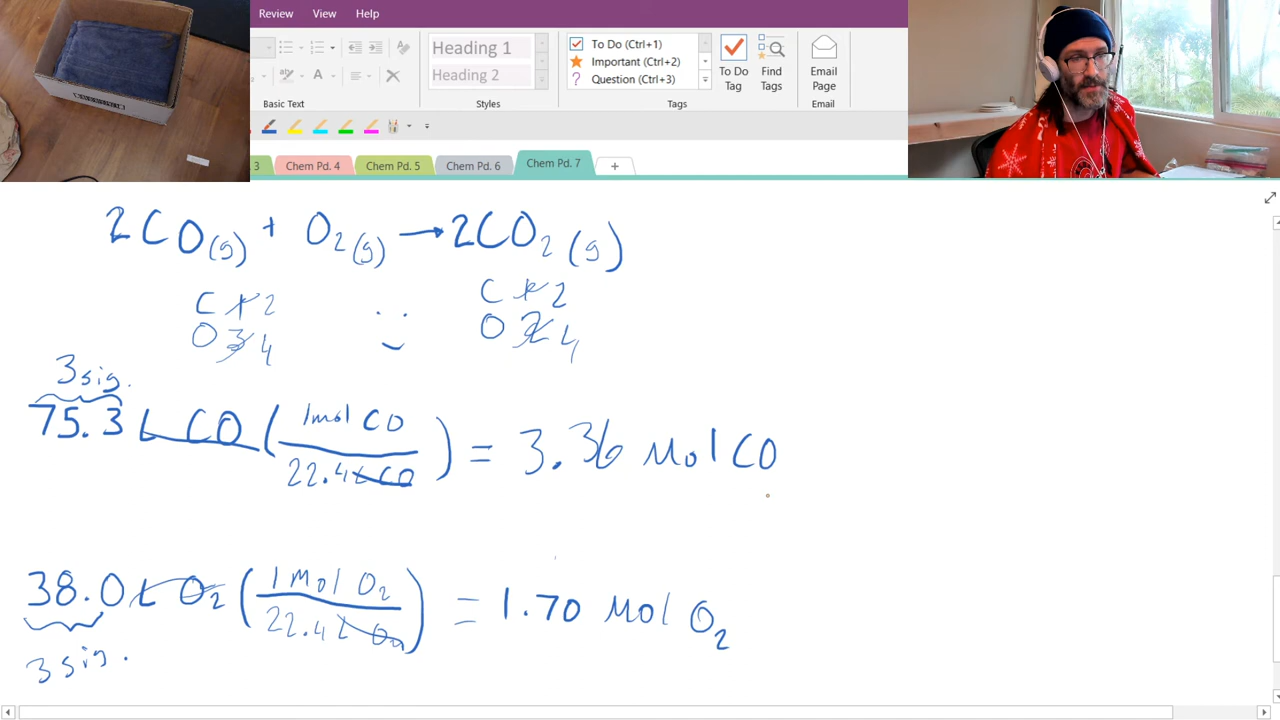 Review View Help
Heading 1
Heading 2
To Do (Ctrl+1)
Important (Ctrl+2)
Question (Ctrl+3)
To Do Tag
Find Tags
Email Page
Basic Text
Styles
Tags
Email
3 Chem Pd. 4 Chem Pd. 5 Chem Pd. 6 Chem Pd. 7 +
2CO(g) + O2(g) → 2CO2 (g)
C 1 2 C 1 2
O 3 4 O 2 4
3 sig.
75.3 L CO (1 mol CO / 22.4 L CO) = 3.36 Mol CO
38.0 L O2 (1 Mol O2 / 22.4 L O2) = 1.70 Mol O2
3 sig.